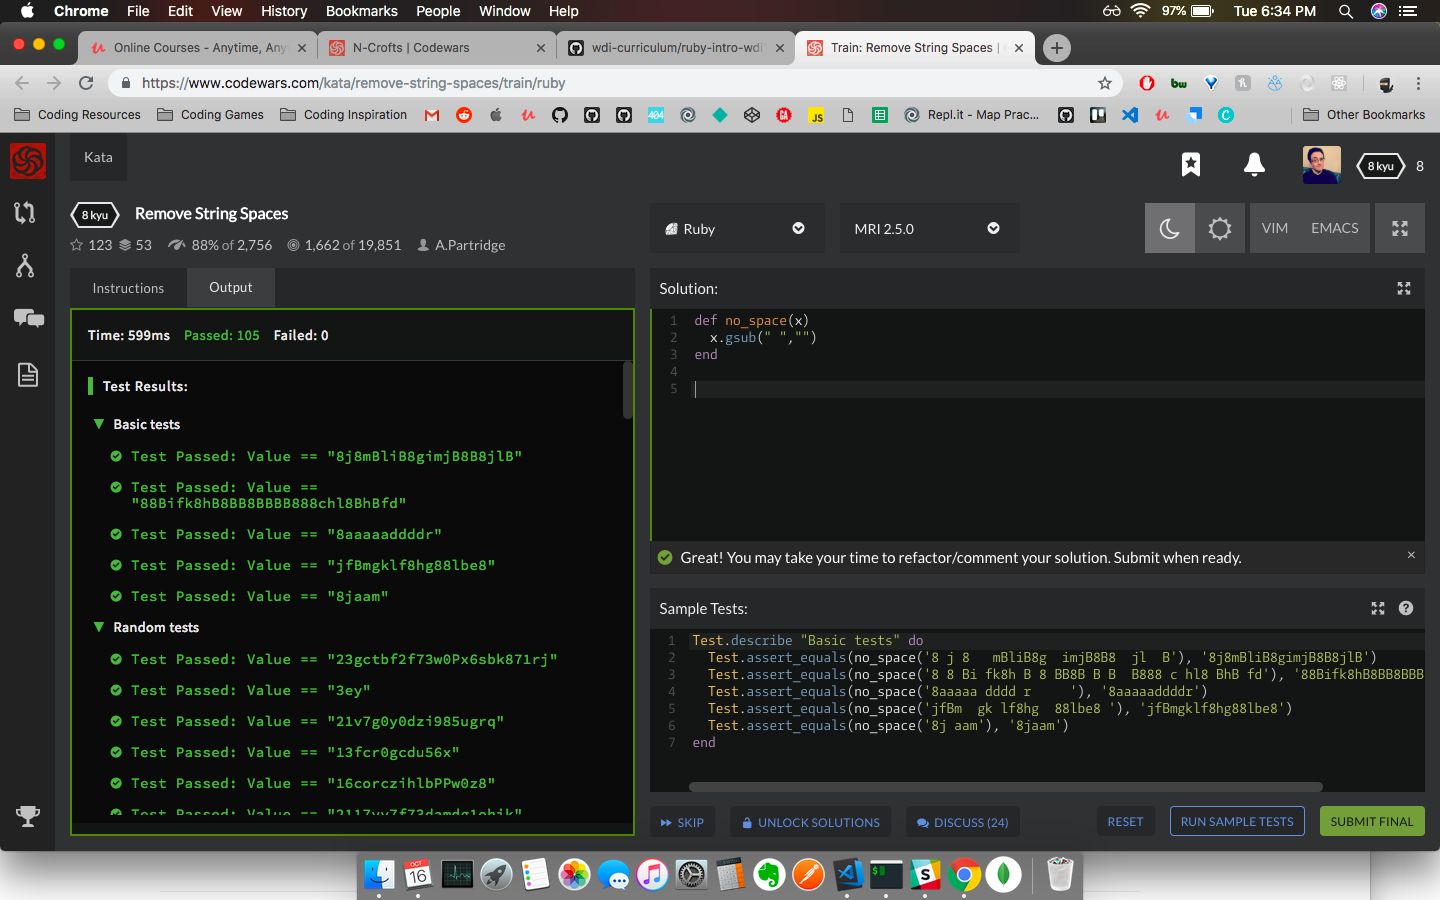 Chrome File Edit View History Bookmarks People Window Help 97% Tue 6:34 PM
Online Courses - Anytime, Any
N-Crofts | Codewars
wdi-curriculum/ruby-intro-wdi
Train: Remove String Spaces |
https://www.codewars.com/kata/remove-string-spaces/train/ruby
Coding Resources Coding Games Coding Inspiration 404 JS Repl.it - Map Prac... Other Bookmarks
Kata
8 kyu 8
8 kyu Remove String Spaces
123 53 88% of 2,756 1,662 of 19,851 A.Partridge
Ruby MRI 2.5.0 VIM EMACS
Instructions Output
Time: 599ms Passed: 105 Failed: 0
Test Results:
Basic tests
Test Passed: Value == "8j8mBliB8gimjB8B8jlB"
Test Passed: Value ==
"88Bifk8hB8BB8BBBB888chl8BhBfd"
Test Passed: Value == "8aaaaaddddr"
Test Passed: Value == "jfBmgklf8hg88lbe8"
Test Passed: Value == "8jaam"
Random tests
Test Passed: Value == "23gctbf2f73w0Px6sbk871rj"
Test Passed: Value == "3ey"
Test Passed: Value == "21v7g0y0dzi985ugrq"
Test Passed: Value == "13fcr0gcdu56x"
Test Passed: Value == "16corczihlbPPw0z8"
Test Passed: Value ==
Solution:
1 def no_space(x)
2 x.gsub(" ","")
3 end
4
5
Great! You may take your time to refactor/comment your solution. Submit when ready.
Sample Tests:
1 Test.describe "Basic tests" do
2 Test.assert_equals(no_space('8 j 8   mBliB8g  imjB8B8  jl  B'), '8j8mBliB8gimjB8B8jlB')
3 Test.assert_equals(no_space('8 8 Bi fk8h B 8 BB8B B B  B888 c hl8 BhB fd'), '88Bifk8hB8BB8BBB
4 Test.assert_equals(no_space('8aaaaa dddd r     '), '8aaaaaddddr')
5 Test.assert_equals(no_space('jfBm  gk lf8hg  88lbe8 '), 'jfBmgklf8hg88lbe8')
6 Test.assert_equals(no_space('8j aam'), '8jaam')
7 end
SKIP UNLOCK SOLUTIONS DISCUSS (24) RESET RUN SAMPLE TESTS SUBMIT FINAL
OCT
16